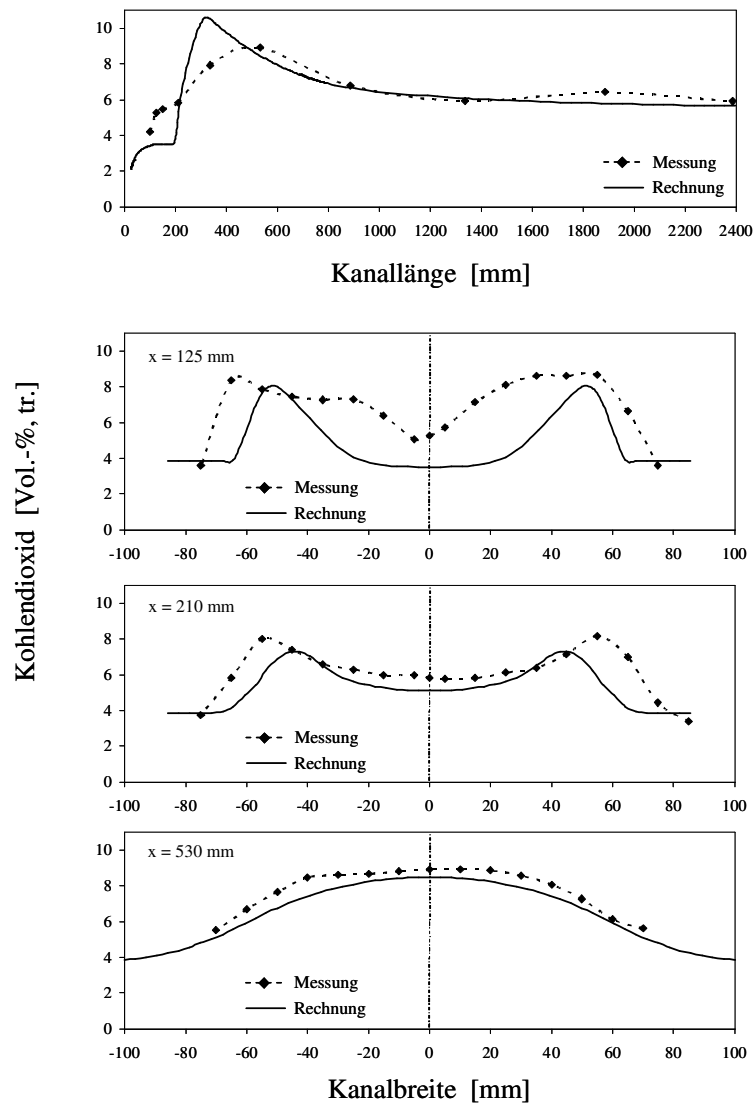 10
8
6
4
2
0
Messung
Rechnung
0 200 400 600 800 1000 1200 1400 1600 1800 2000 2200 2400
Kanallänge [mm]
Kohlendioxid [Vol.-%, tr.]
x = 125 mm
10
8
6
4
2
0
Messung
Rechnung
-100 -80 -60 -40 -20 0 20 40 60 80 100
x = 210 mm
10
8
6
4
2
0
Messung
Rechnung
-100 -80 -60 -40 -20 0 20 40 60 80 100
x = 530 mm
10
8
6
4
2
0
Messung
Rechnung
-100 -80 -60 -40 -20 0 20 40 60 80 100
Kanalbreite [mm]